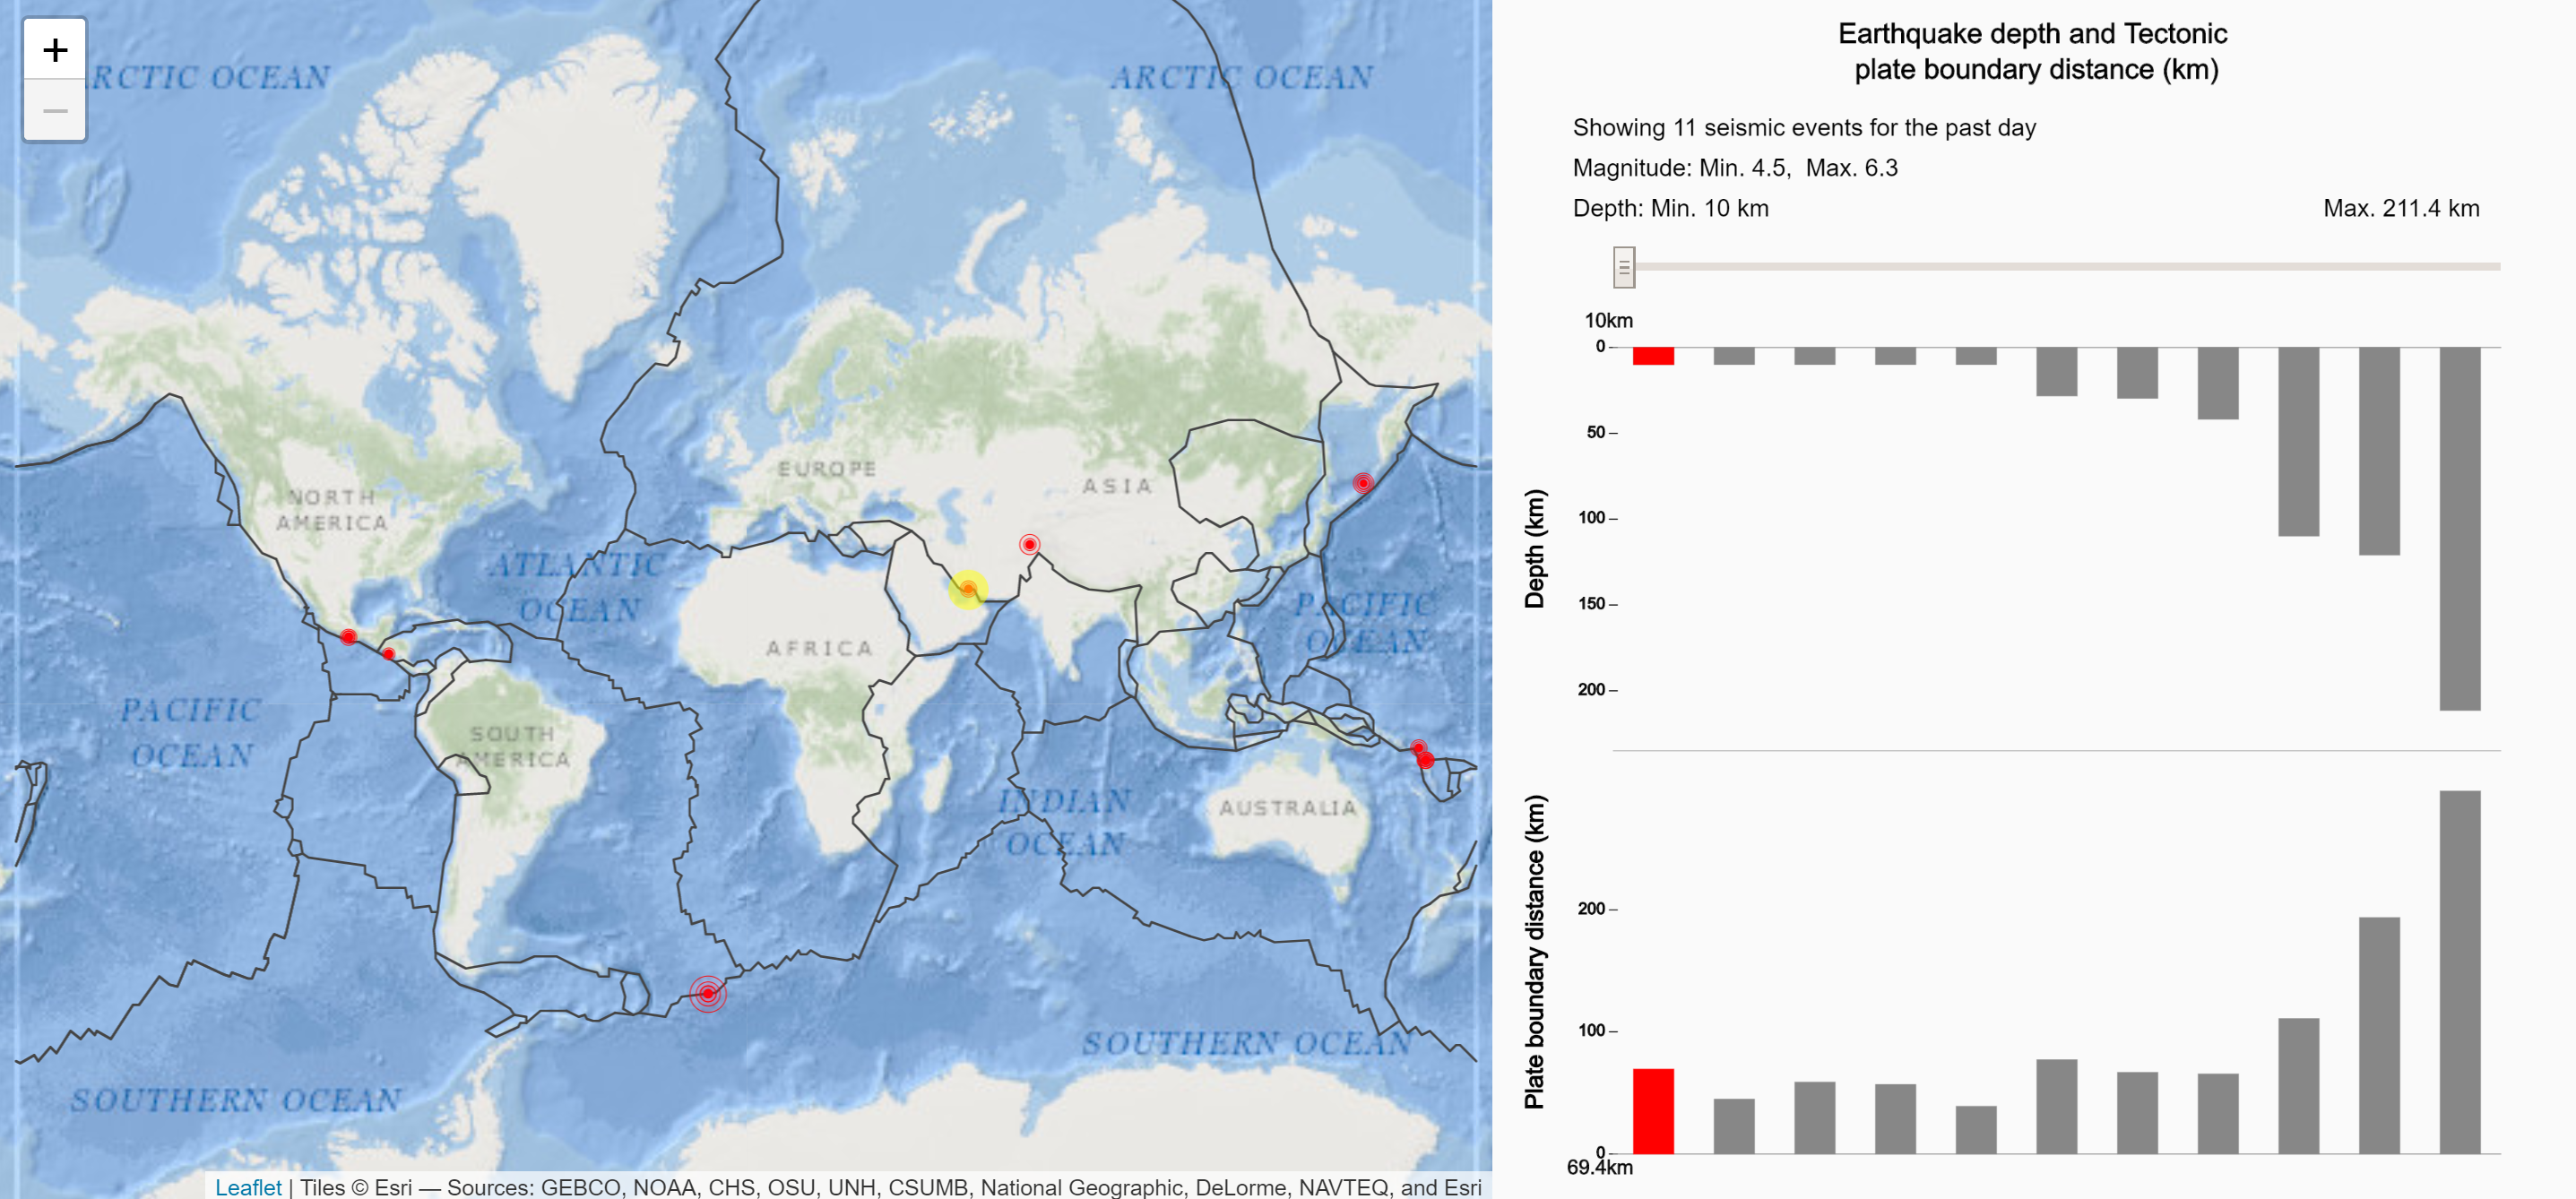 +
−
RCTIC OCEAN
ARCTIC OCEAN
NORTH
AMERICA
EUROPE
ASIA
ATLANTIC
OCEAN
PACIFIC
OCEAN
AFRICA
PACIFIC
OCEAN
SOUTH
AMERICA
INDIAN
OCEAN
AUSTRALIA
SOUTHERN OCEAN
SOUTHERN OCEAN
Leaflet | Tiles © Esri — Sources: GEBCO, NOAA, CHS, OSU, UNH, CSUMB, National Geographic, DeLorme, NAVTEQ, and Esri
Earthquake depth and Tectonic
plate boundary distance (km)
Showing 11 seismic events for the past day
Magnitude: Min. 4.5, Max. 6.3
Depth: Min. 10 km
Max. 211.4 km
10km
0
50
100
150
200
Depth (km)
200
100
0
Plate boundary distance (km)
69.4km